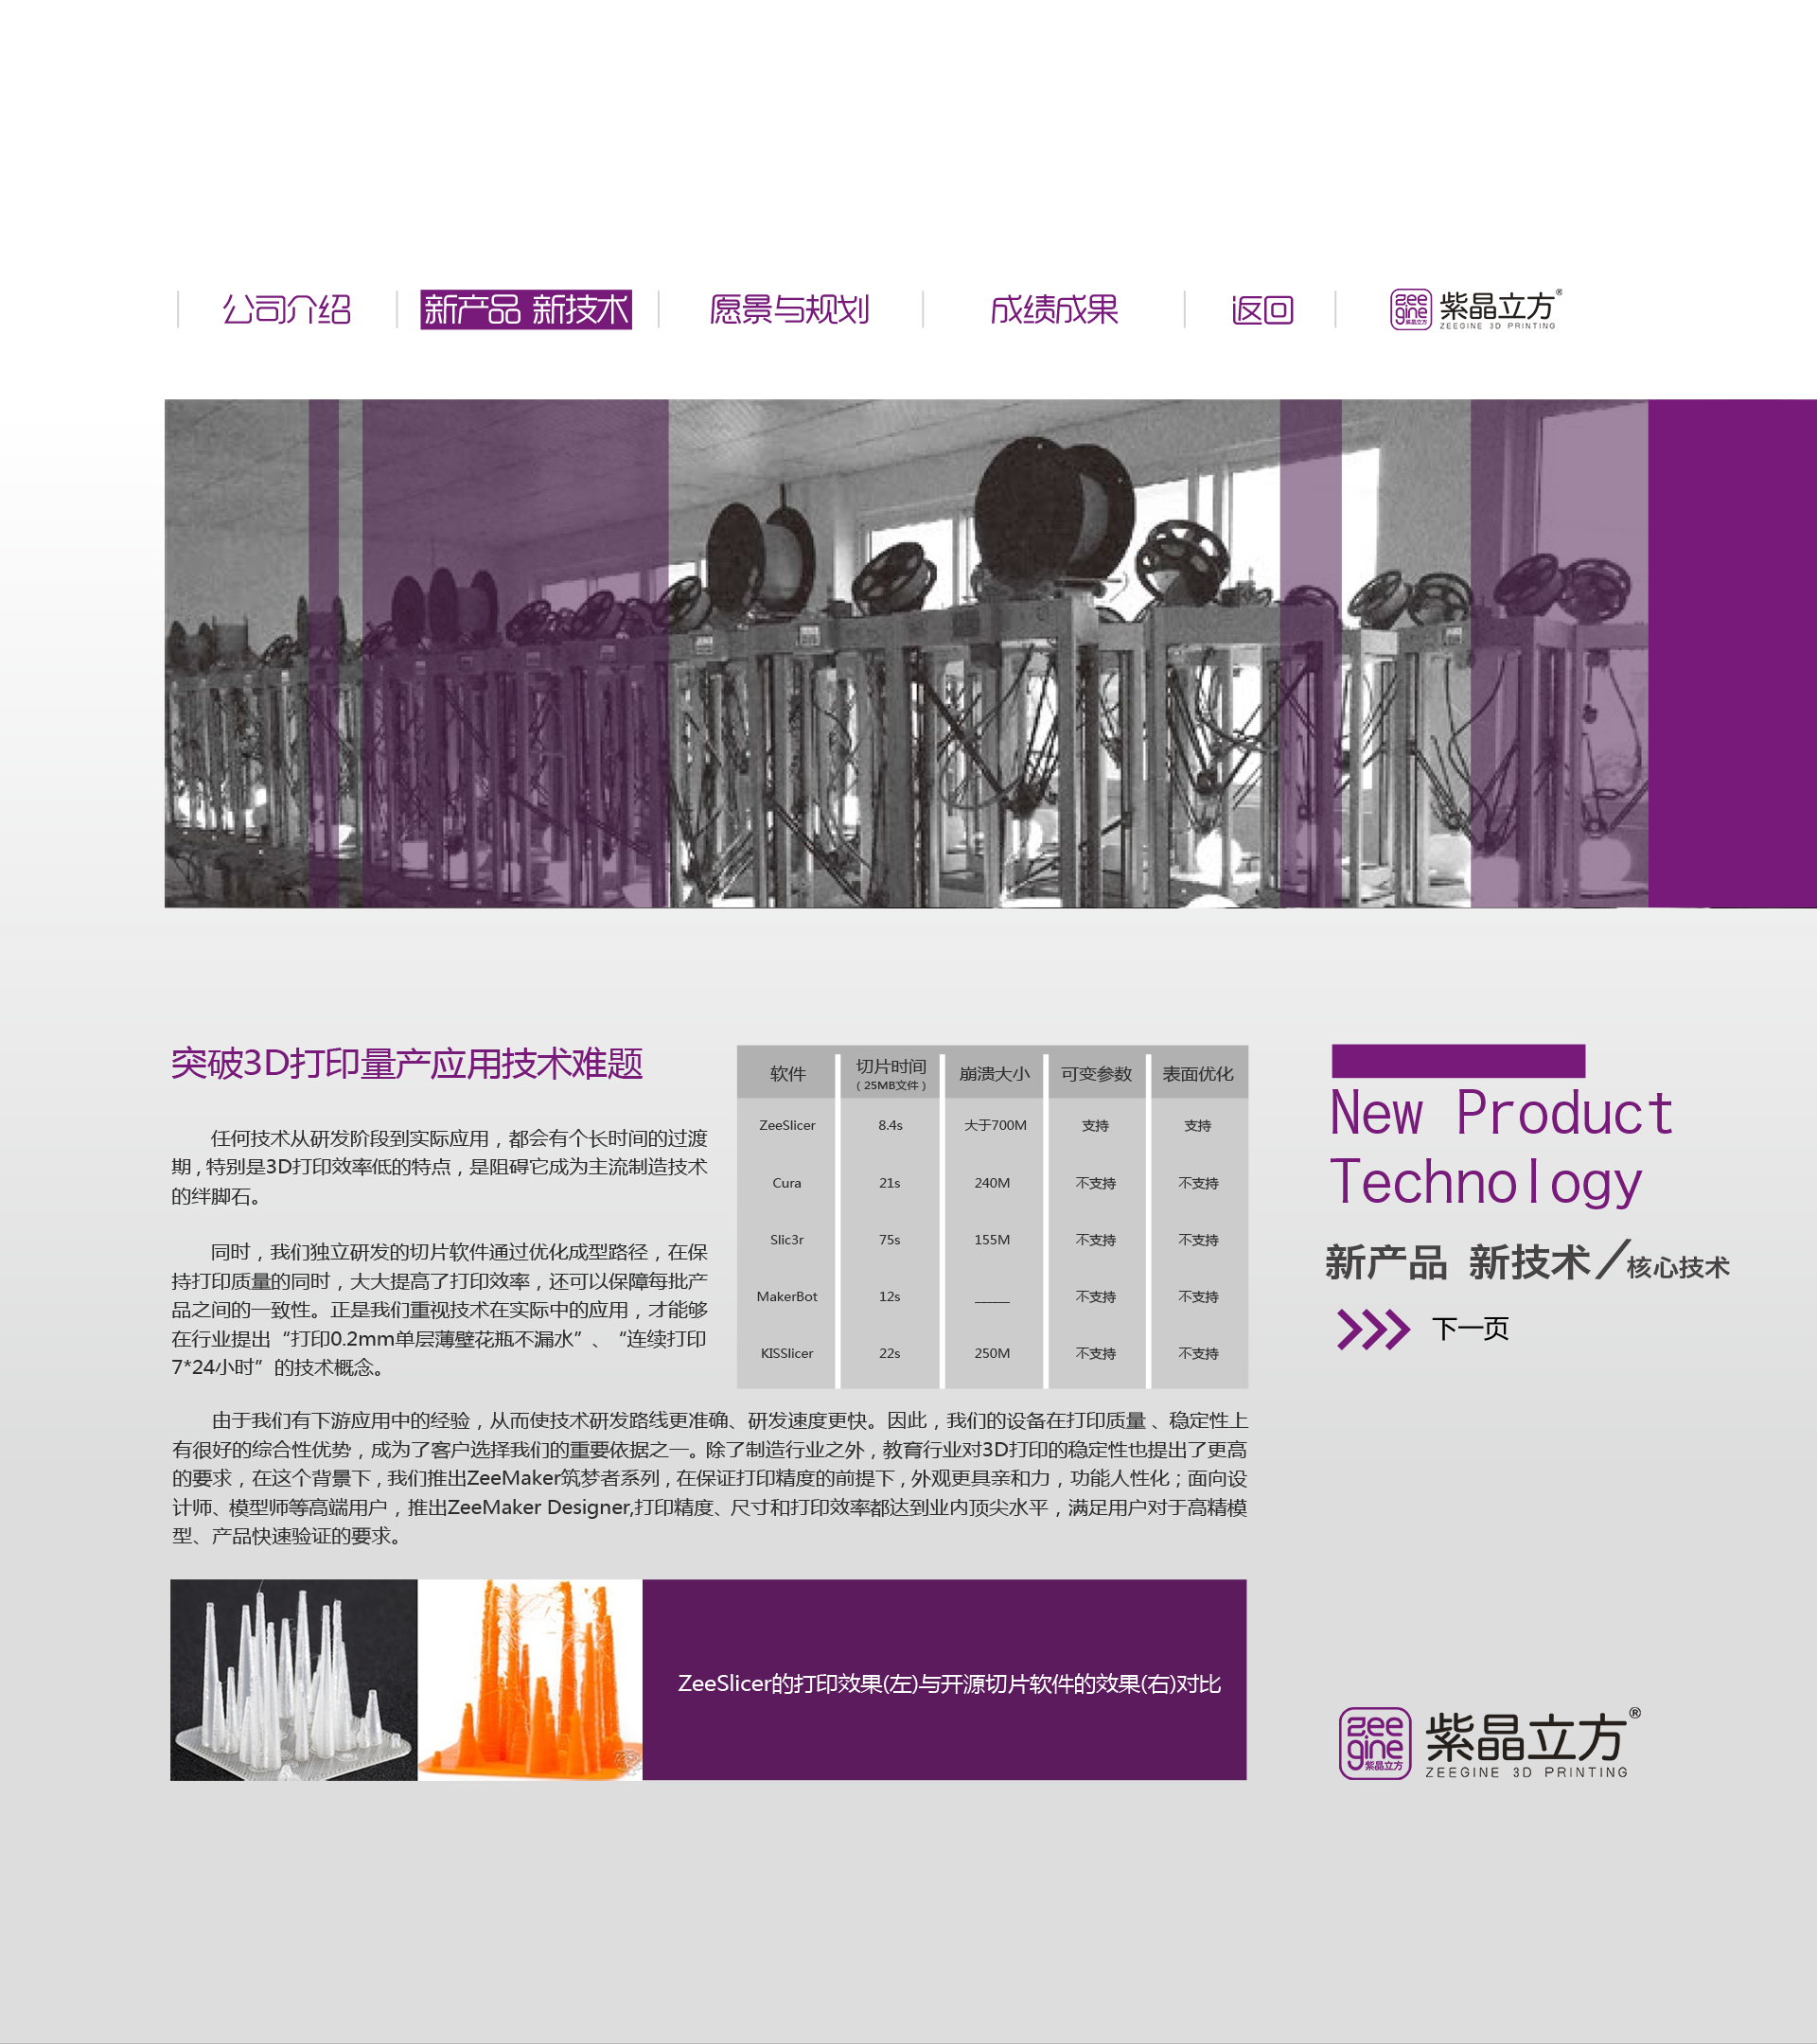 公司介绍 新产品 新技术 愿景与规划 成绩成果 返回 zee gine 紫晶立方 紫晶立方®
ZEEGINE 3D PRINTING
突破3D打印量产应用技术难题
任何技术从研发阶段到实际应用，都会有个长时间的过渡
期，特别是3D打印效率低的特点，是阻碍它成为主流制造技术
的绊脚石。
同时，我们独立研发的切片软件通过优化成型路径，在保
持打印质量的同时，大大提高了打印效率，还可以保障每批产
品之间的一致性。正是我们重视技术在实际中的应用，才能够
在行业提出“打印0.2mm单层薄壁花瓶不漏水”、“连续打印
7*24小时”的技术概念。
软件 切片时间（25MB文件） 崩溃大小 可变参数 表面优化
ZeeSlicer 8.4s 大于700M 支持 支持
Cura 21s 240M 不支持 不支持
Slic3r 75s 155M 不支持 不支持
MakerBot 12s _____ 不支持 不支持
KISSlicer 22s 250M 不支持 不支持
由于我们有下游应用中的经验，从而使技术研发路线更准确、研发速度更快。因此，我们的设备在打印质量、稳定性上
有很好的综合性优势，成为了客户选择我们的重要依据之一。除了制造行业之外，教育行业对3D打印的稳定性也提出了更高
的要求，在这个背景下，我们推出ZeeMaker筑梦者系列，在保证打印精度的前提下，外观更具亲和力，功能人性化；面向设
计师、模型师等高端用户，推出ZeeMaker Designer,打印精度、尺寸和打印效率都达到业内顶尖水平，满足用户对于高精模
型、产品快速验证的要求。
ZeeSlicer的打印效果(左)与开源切片软件的效果(右)对比
New Product
Technology
新产品 新技术/核心技术
下一页
zee gine 紫晶立方 紫晶立方®
ZEEGINE 3D PRINTING